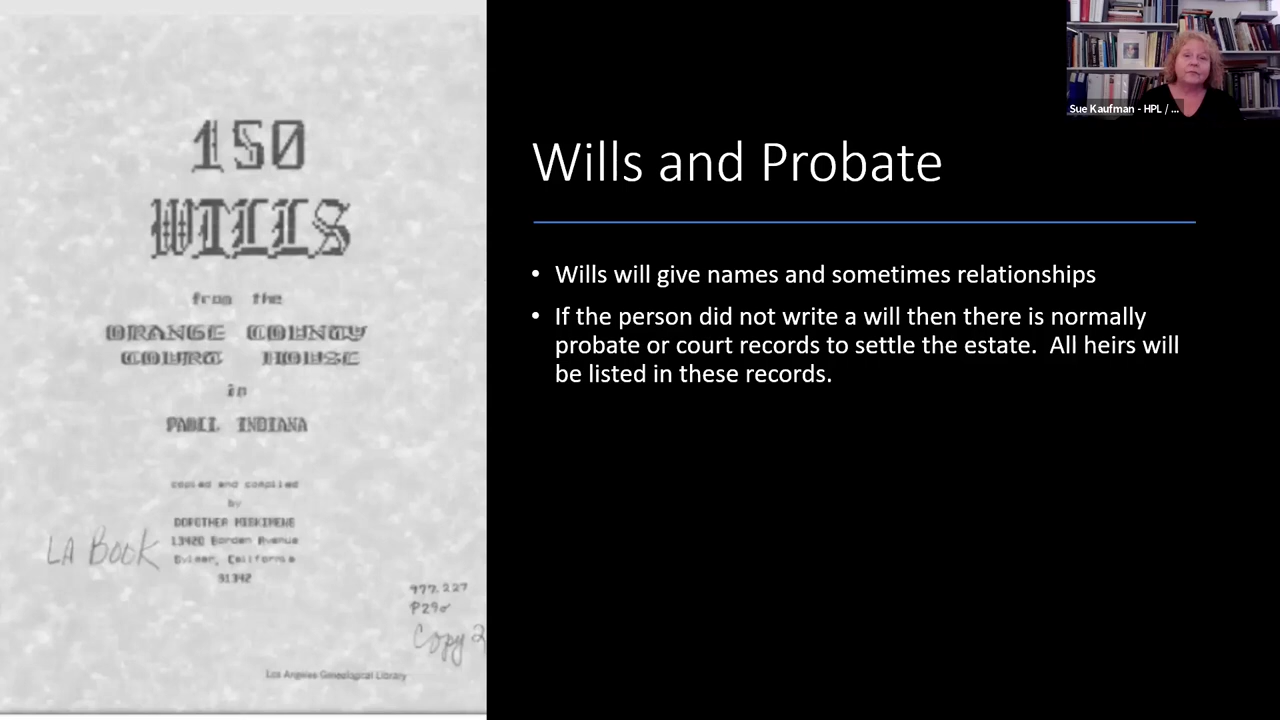 150
WILLS
from the
ORANGE COUNTY
COURT HOUSE
in
PAOLI INDIANA
copied and compiled
by
13420 Borden Avenue
Sylmar, California
91342
LA BOOK
977.227
Copy 2
Los Angeles Genealogical Library
Wills and Probate
• Wills will give names and sometimes relationships
• If the person did not write a will then there is normally
probate or court records to settle the estate. All heirs will
be listed in these records.
Sue Kaufman - HPL / ...